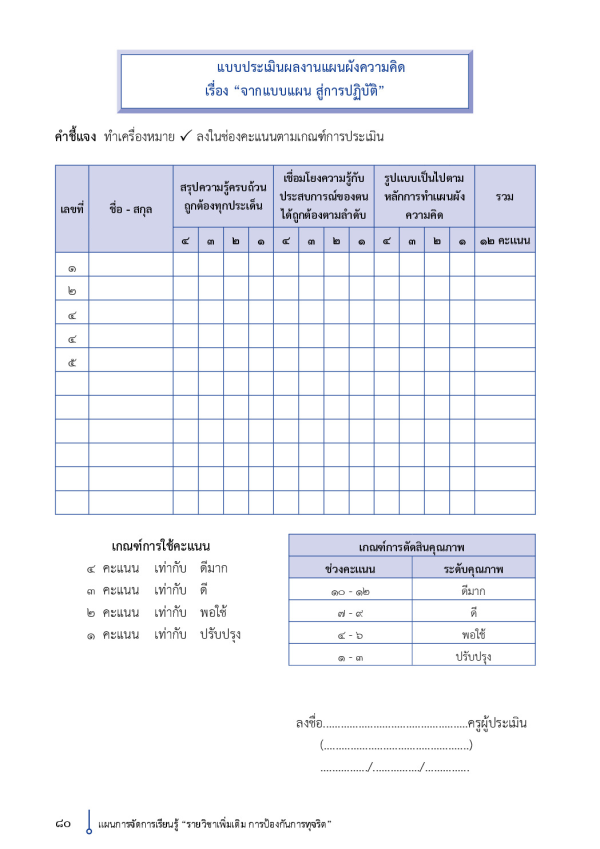 แบบประเมินผลงานแผนผังความคิด
เรื่อง “จากแบบแผน สู่การปฏิบัติ”
คำชี้แจง ทำเครื่องหมาย ✓ ลงในช่องคะแนนตามเกณฑ์การประเมิน
เลขที่ ชื่อ - สกุล สรุปความรู้ครบถ้วน ถูกต้องทุกประเด็น เชื่อมโยงความรู้กับ ประสบการณ์ของตน ได้ถูกต้องตามลำดับ รูปแบบเป็นไปตาม หลักการทำแผนผัง ความคิด รวม
๔ ๓ ๒ ๑ ๔ ๓ ๒ ๑ ๔ ๓ ๒ ๑ ๑๒ คะแนน
๑
๒
๔
๔
๕
เกณฑ์การใช้คะแนน
๔ คะแนน เท่ากับ ดีมาก
๓ คะแนน เท่ากับ ดี
๒ คะแนน เท่ากับ พอใช้
๑ คะแนน เท่ากับ ปรับปรุง
เกณฑ์การตัดสินคุณภาพ
ช่วงคะแนน ระดับคุณภาพ
๑๐ - ๑๒ ดีมาก
๗ - ๙ ดี
๔ - ๖ พอใช้
๑ - ๓ ปรับปรุง
ลงชื่อ.................................................ครูผู้ประเมิน
(.................................................)
................/................/...............
๘๐ แผนการจัดการเรียนรู้ “รายวิชาเพิ่มเติม การป้องกันการทุจริต”